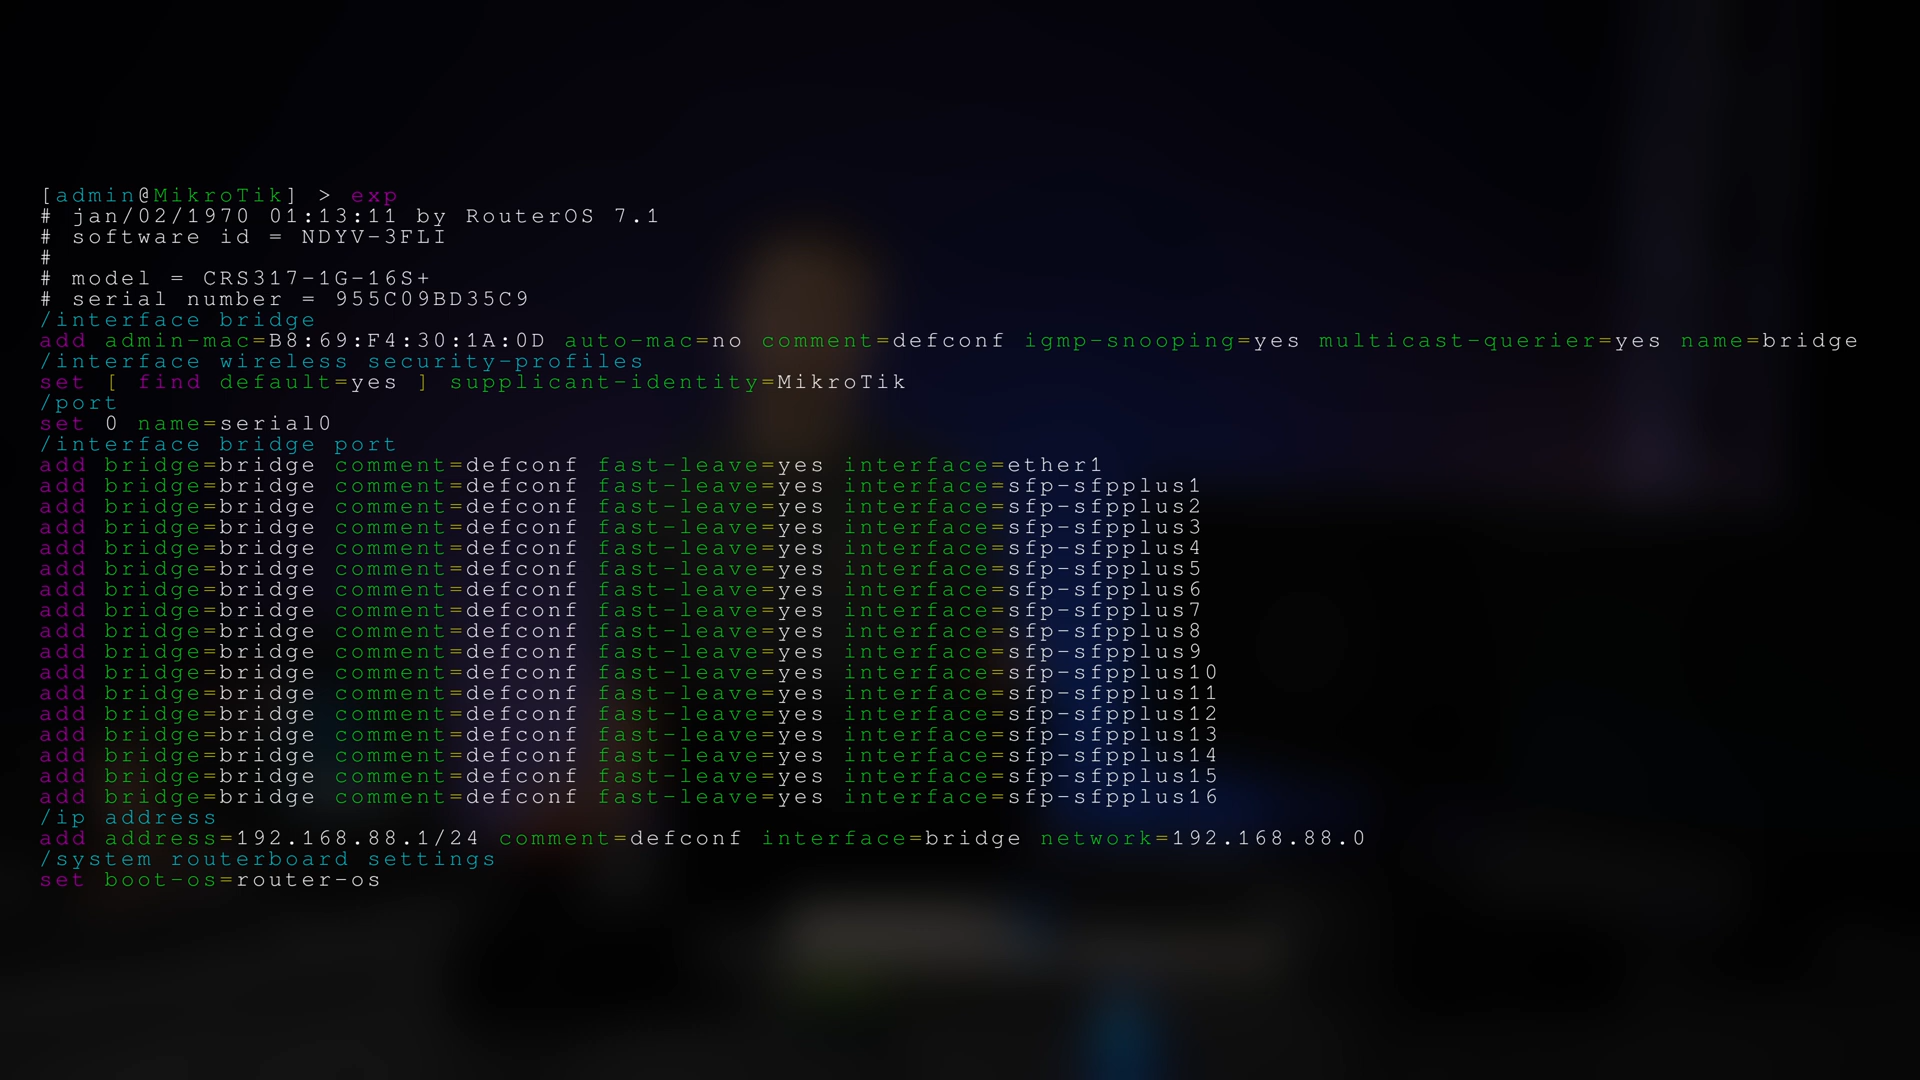 [admin@MikroTik] > exp
# jan/02/1970 01:13:11 by RouterOS 7.1
# software id = NDYV-3FLI
#
# model = CRS317-1G-16S+
# serial number = 955C09BD35C9
/interface bridge
add admin-mac=B8:69:F4:30:1A:0D auto-mac=no comment=defconf igmp-snooping=yes multicast-querier=yes name=bridge
/interface wireless security-profiles
set [ find default=yes ] supplicant-identity=MikroTik
/port
set 0 name=serial0
/interface bridge port
add bridge=bridge comment=defconf fast-leave=yes interface=ether1
add bridge=bridge comment=defconf fast-leave=yes interface=sfp-sfpplus1
add bridge=bridge comment=defconf fast-leave=yes interface=sfp-sfpplus2
add bridge=bridge comment=defconf fast-leave=yes interface=sfp-sfpplus3
add bridge=bridge comment=defconf fast-leave=yes interface=sfp-sfpplus4
add bridge=bridge comment=defconf fast-leave=yes interface=sfp-sfpplus5
add bridge=bridge comment=defconf fast-leave=yes interface=sfp-sfpplus6
add bridge=bridge comment=defconf fast-leave=yes interface=sfp-sfpplus7
add bridge=bridge comment=defconf fast-leave=yes interface=sfp-sfpplus8
add bridge=bridge comment=defconf fast-leave=yes interface=sfp-sfpplus9
add bridge=bridge comment=defconf fast-leave=yes interface=sfp-sfpplus10
add bridge=bridge comment=defconf fast-leave=yes interface=sfp-sfpplus11
add bridge=bridge comment=defconf fast-leave=yes interface=sfp-sfpplus12
add bridge=bridge comment=defconf fast-leave=yes interface=sfp-sfpplus13
add bridge=bridge comment=defconf fast-leave=yes interface=sfp-sfpplus14
add bridge=bridge comment=defconf fast-leave=yes interface=sfp-sfpplus15
add bridge=bridge comment=defconf fast-leave=yes interface=sfp-sfpplus16
/ip address
add address=192.168.88.1/24 comment=defconf interface=bridge network=192.168.88.0
/system routerboard settings
set boot-os=router-os